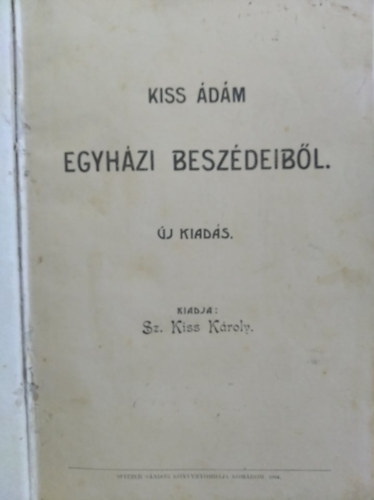 KISS ÁDÁM
EGYHÁZI BESZÉDEIBŐL.
ÚJ KIADÁS.
KIADJA:
Sz. Kiss Károly.